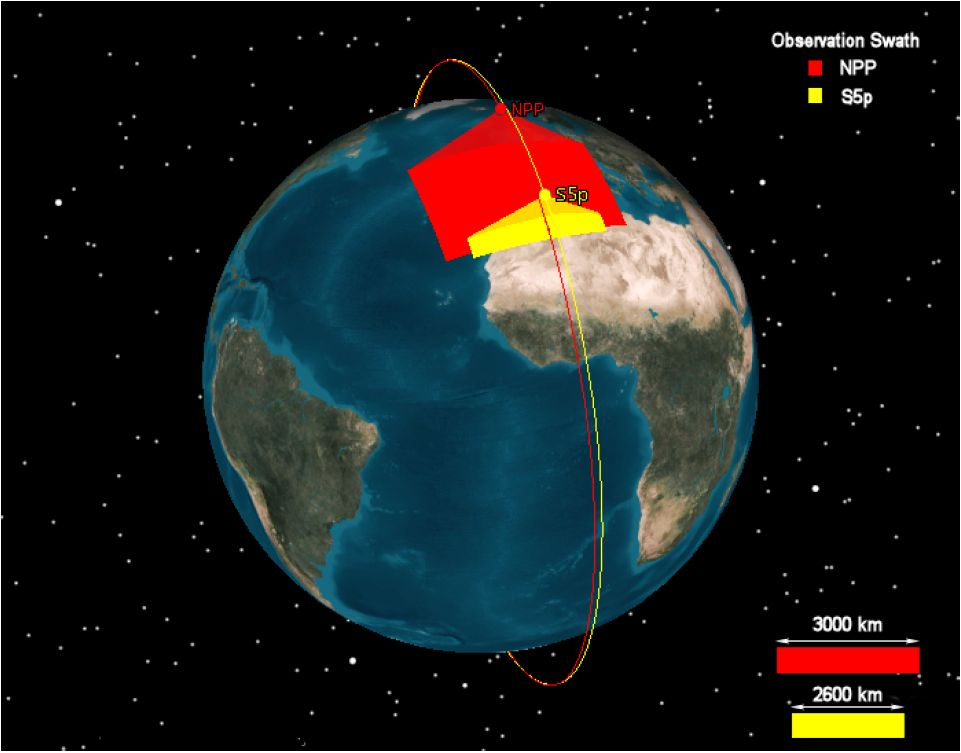 Observation Swath
NPP
S5p
NPP
S5p
3000 km
2600 km